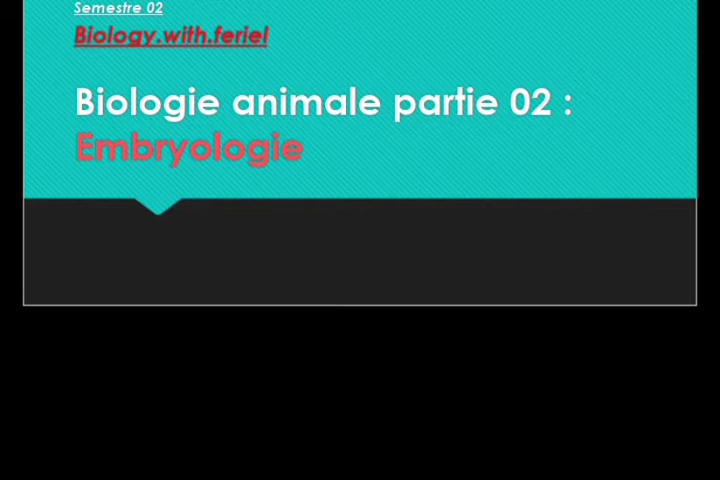 Semestre 02
Biology.with.feriel
Biologie animale partie 02 :
Embryologie